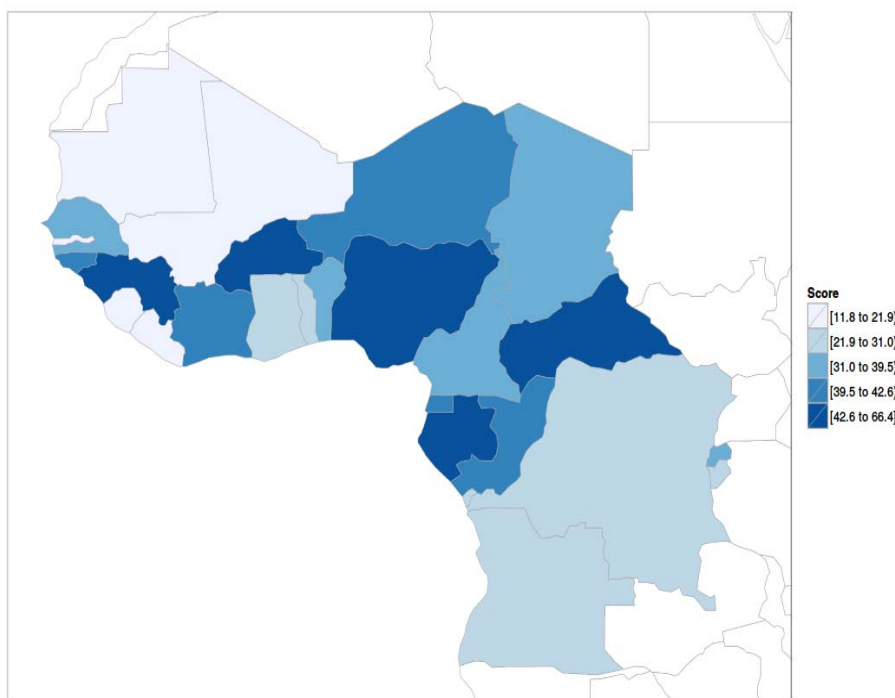 Score
[11.8 to 21.9)
[21.9 to 31.0)
[31.0 to 39.5)
[39.5 to 42.6)
[42.6 to 66.4]